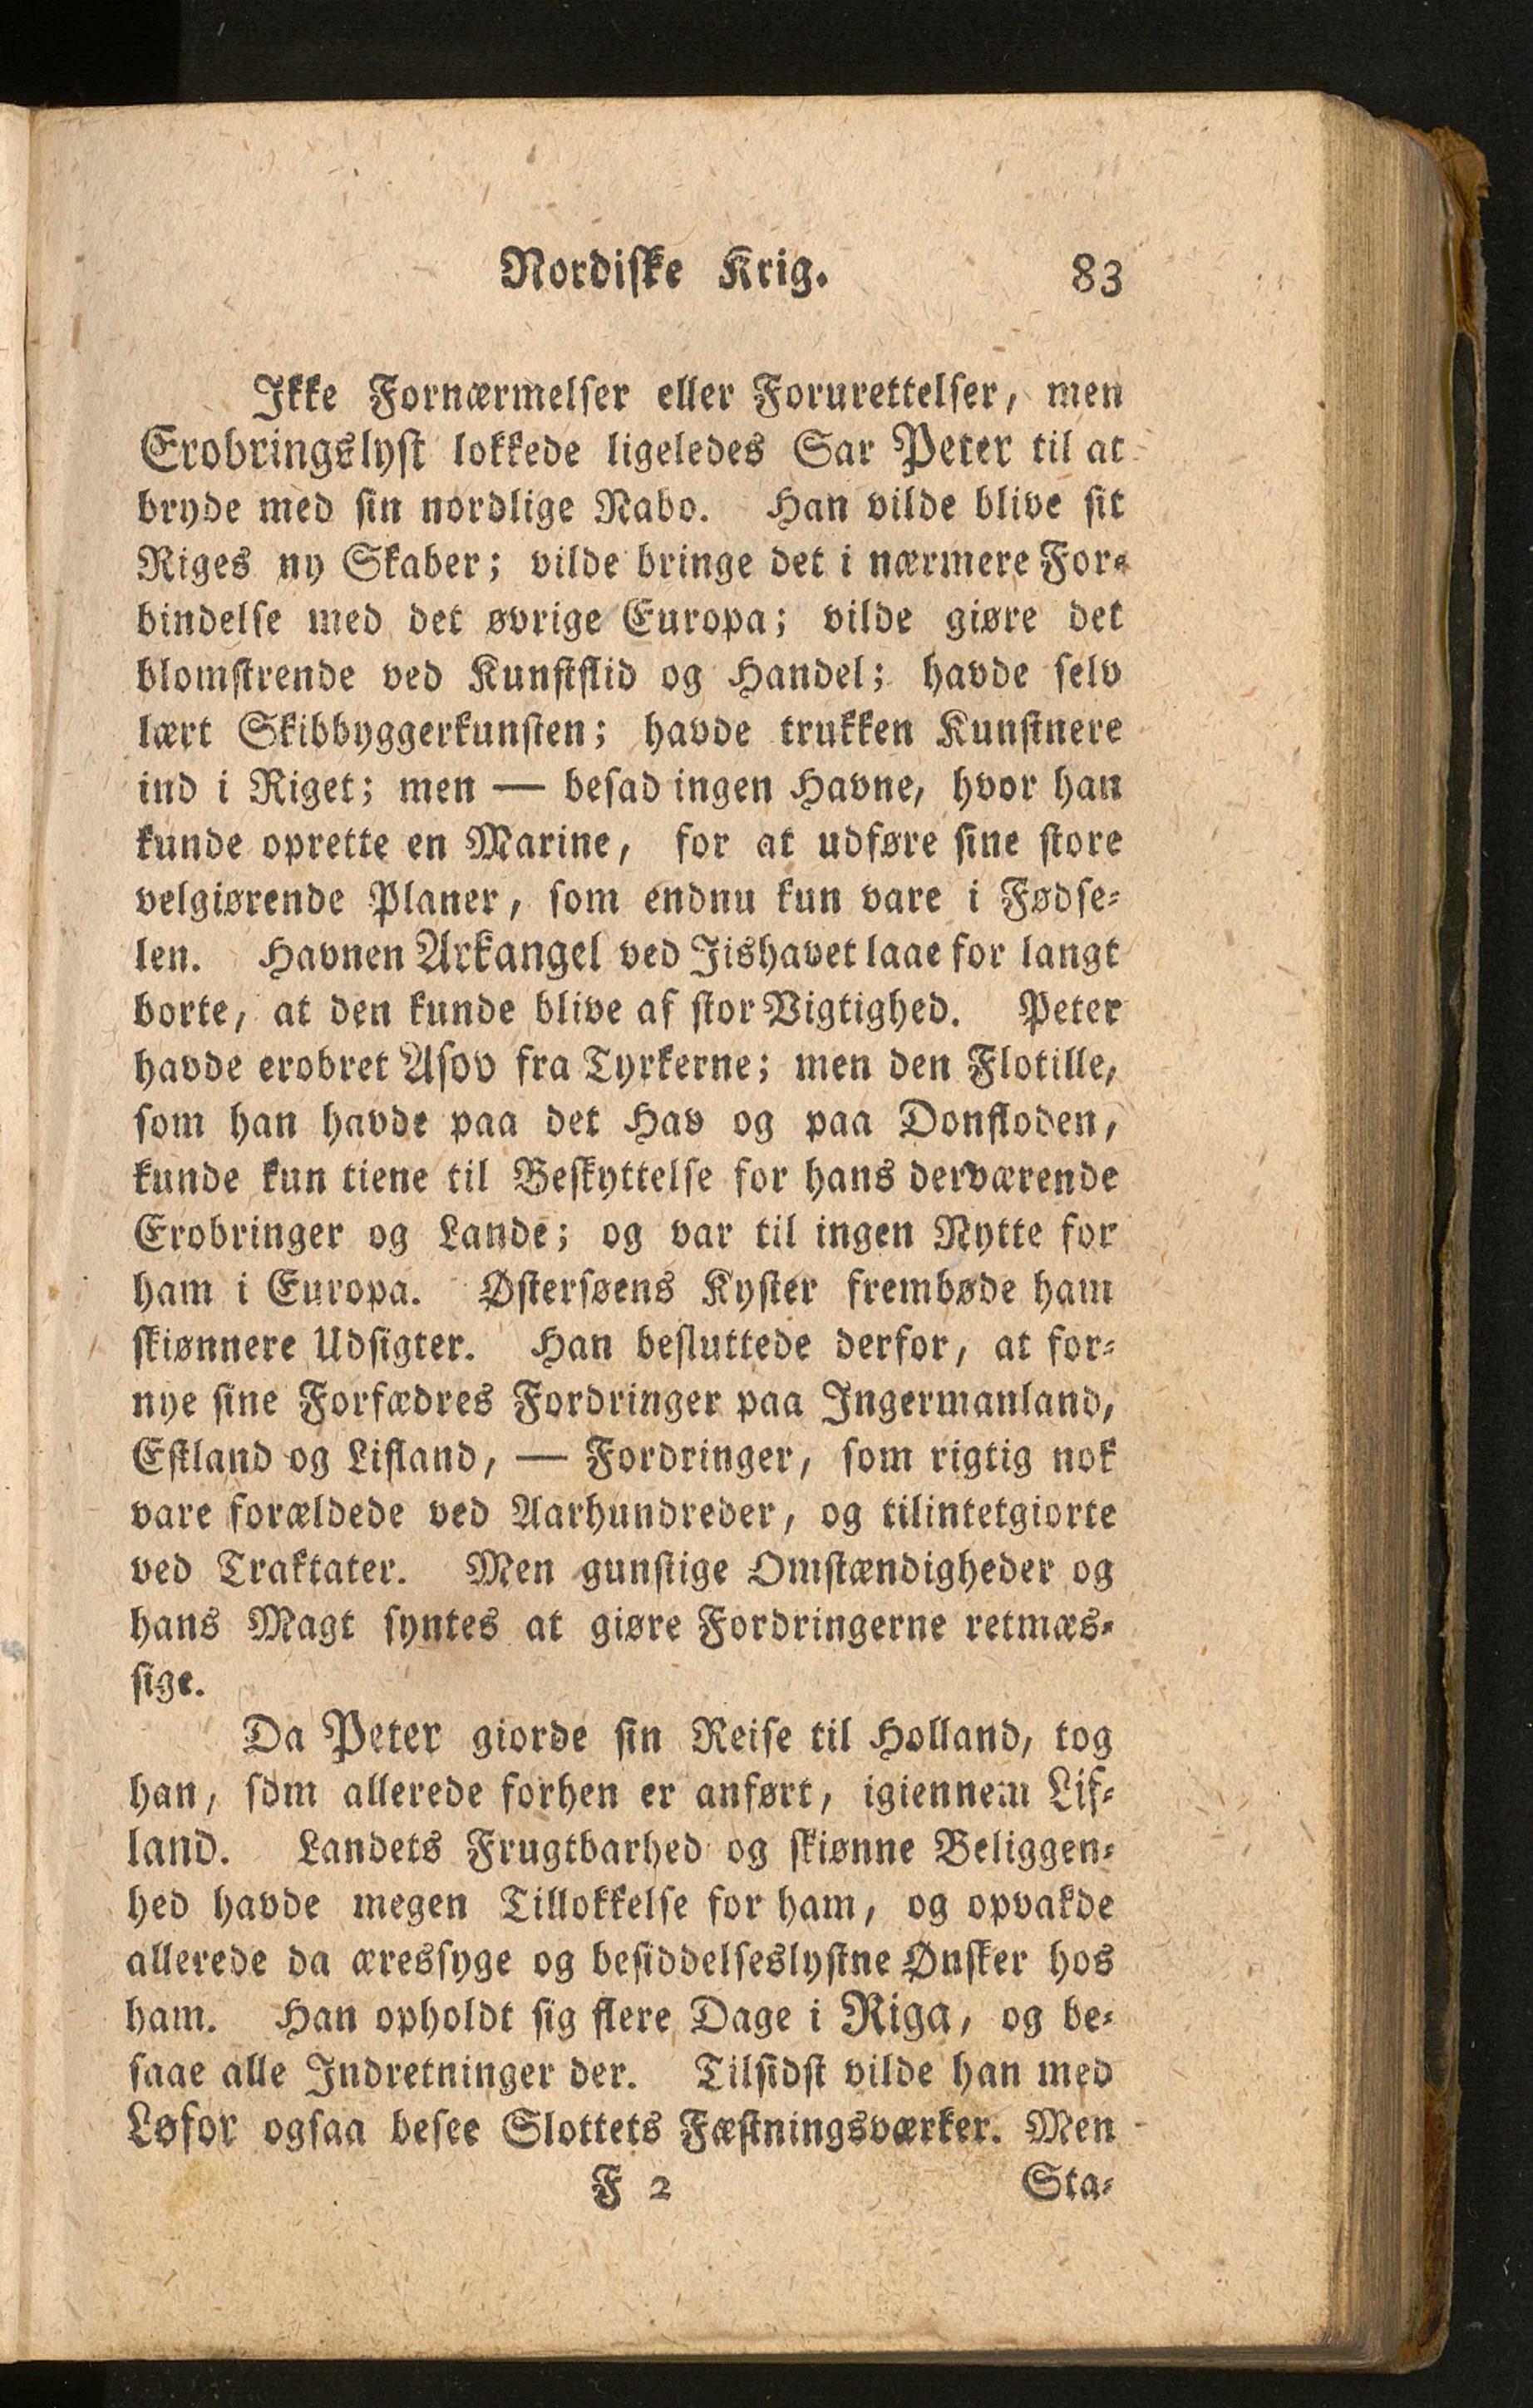 Nordiske Krig. 83
Ikke Fornærmelser eller Forurettelser, men
Erobringslyst lokkede ligeledes Sar Peter til at
bryde med sin nordlige Nabo. Han vilde blive sit
Riges ny Skaber; vilde bringe det i nærmere For-
bindelse med det øvrige Europa; vilde giøre det
blomstrende ved Kunstflid og Handel; havde selv
lært Skibbyggerkunsten; havde trukken Kunstnere
ind i Riget; men — besad ingen Havne, hvor han
kunde oprette en Marine, for at udføre sine store
velgiørende Planer, som endnu kun vare i Fødse-
len. Havnen Arkangel ved Jishavet laae for langt
borte, at den kunde blive af stor Vigtighed. Peter
havde erobret Asov fra Tyrkerne; men den Flotille,
som han havde paa det Hav og paa Donfloden,
kunde kun tiene til Beskyttelse for hans derværende
Erobringer og Lande; og var til ingen Nytte for
ham i Europa. Østersøens Kyster frembøde ham
skiønnere Udsigter. Han besluttede derfor, at for-
nye sine Forfædres Fordringer paa Ingermanland,
Estland og Lifland, — Fordringer, som rigtig nok
vare forældede ved Aarhundreder, og tilintetgiorte
ved Traktater. Men gunstige Omstændigheder og
hans Magt syntes at giøre Fordringerne retmæs-
sige.
Da Peter giorde sin Reise til Holland, tog
han, som allerede forhen er anført, igiennem Lif-
land. Landets Frugtbarhed og skiønne Beliggen-
hed havde megen Tillokkelse for ham, og opvakde
allerede da æressyge og besiddelseslystne Ønsker hos
ham. Han opholdt sig flere Dage i Riga, og be-
saae alle Indretninger der. Tilsidst vilde han med
Løfor ogsaa besee Slottets Fæstningsværker. Men
F 2 Sta-